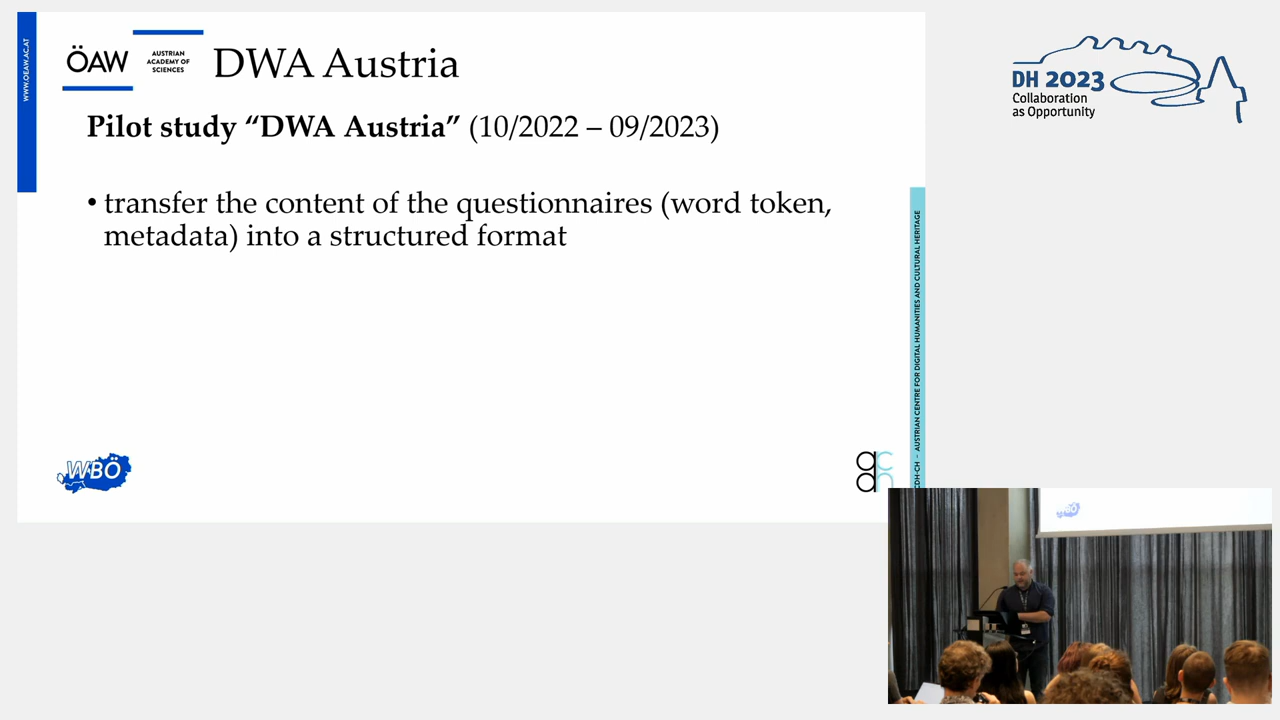 WWW.OEAW.AC.AT
ÖAW
AUSTRIAN
ACADEMY OF
SCIENCES
DWA Austria
Pilot study “DWA Austria” (10/2022 – 09/2023)
• transfer the content of the questionnaires (word token,
metadata) into a structured format
WBÖ
CDH-CH – AUSTRIAN CENTRE FOR DIGITAL HUMANITIES AND CULTURAL HERITAGE
DH 2023
Collaboration
as Opportunity
WBÖ